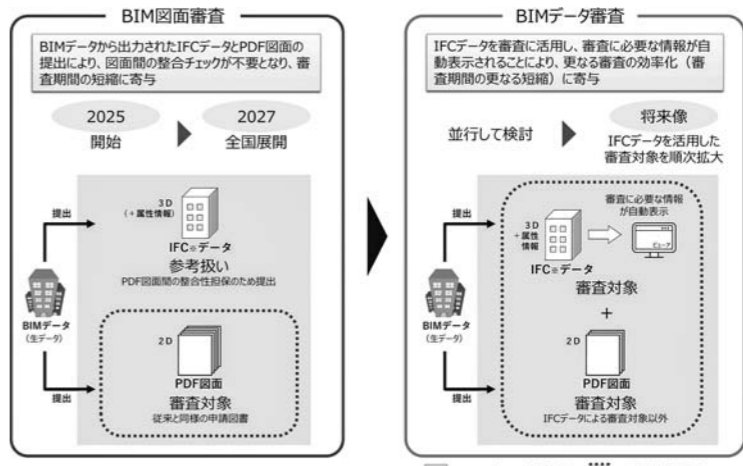 BIM図面審査
BIMデータから出力されたIFCデータとPDF図面の
提出により、図面間の整合チェックが不要となり、審
査期間の短縮に寄与
2025
開始
2027
全国展開
提出
3D
(+属性情報)
IFC※データ
参考扱い
PDF図面間の整合性担保のため提出
BIMデータ
(生データ)
2D
PDF図面
提出
審査対象
従来と同様の申請図書
BIMデータ審査
IFCデータを審査に活用し、審査に必要な情報が自
動表示されることにより、更なる審査の効率化（審
査期間の更なる短縮）に寄与
並行して検討
将来像
IFCデータを活用した
審査対象を順次拡大
提出
審査に必要な情報
が自動表示
3D
+属性
情報
ビューア
IFC※データ
審査対象
+
BIMデータ
(生データ)
2D
PDF図面
提出
審査対象
IFCデータによる審査対象以外